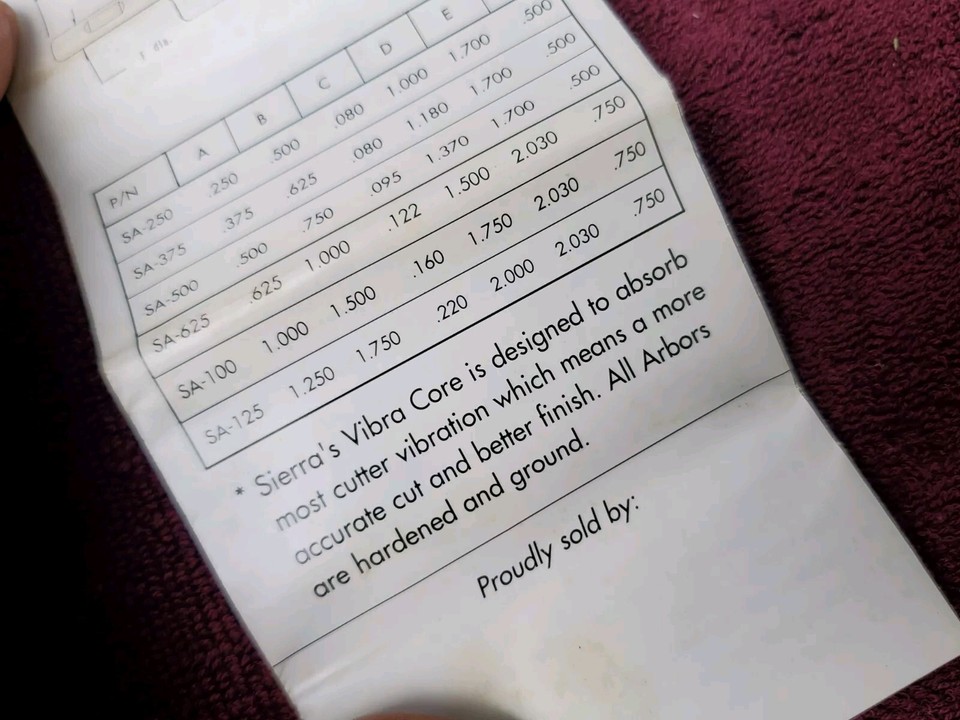 dia.
P/N A B C D E
SA-250 .250 .500 .080 1.000 1.700 .500
SA-375 .375 .625 .080 1.180 1.700 .500
SA-500 .500 .750 .095 1.370 1.700 .500
SA-625 .625 1.000 .122 1.500 2.030 .750
SA-100 1.000 1.500 .160 1.750 2.030 .750
SA-125 1.250 1.750 .220 2.000 2.030 .750
* Sierra's Vibra Core is designed to absorb
most cutter vibration which means a more
accurate cut and better finish. All Arbors
are hardened and ground.
Proudly sold by: